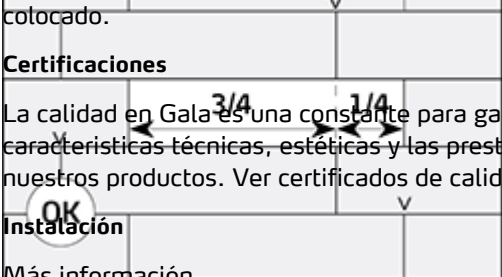 colocado.
Certificaciones
3/4 1/4
La calidad en Gala es una constante para ga
características técnicas, estéticas y las prest
nuestros productos. Ver certificados de calid
OK
Instalación
Más información